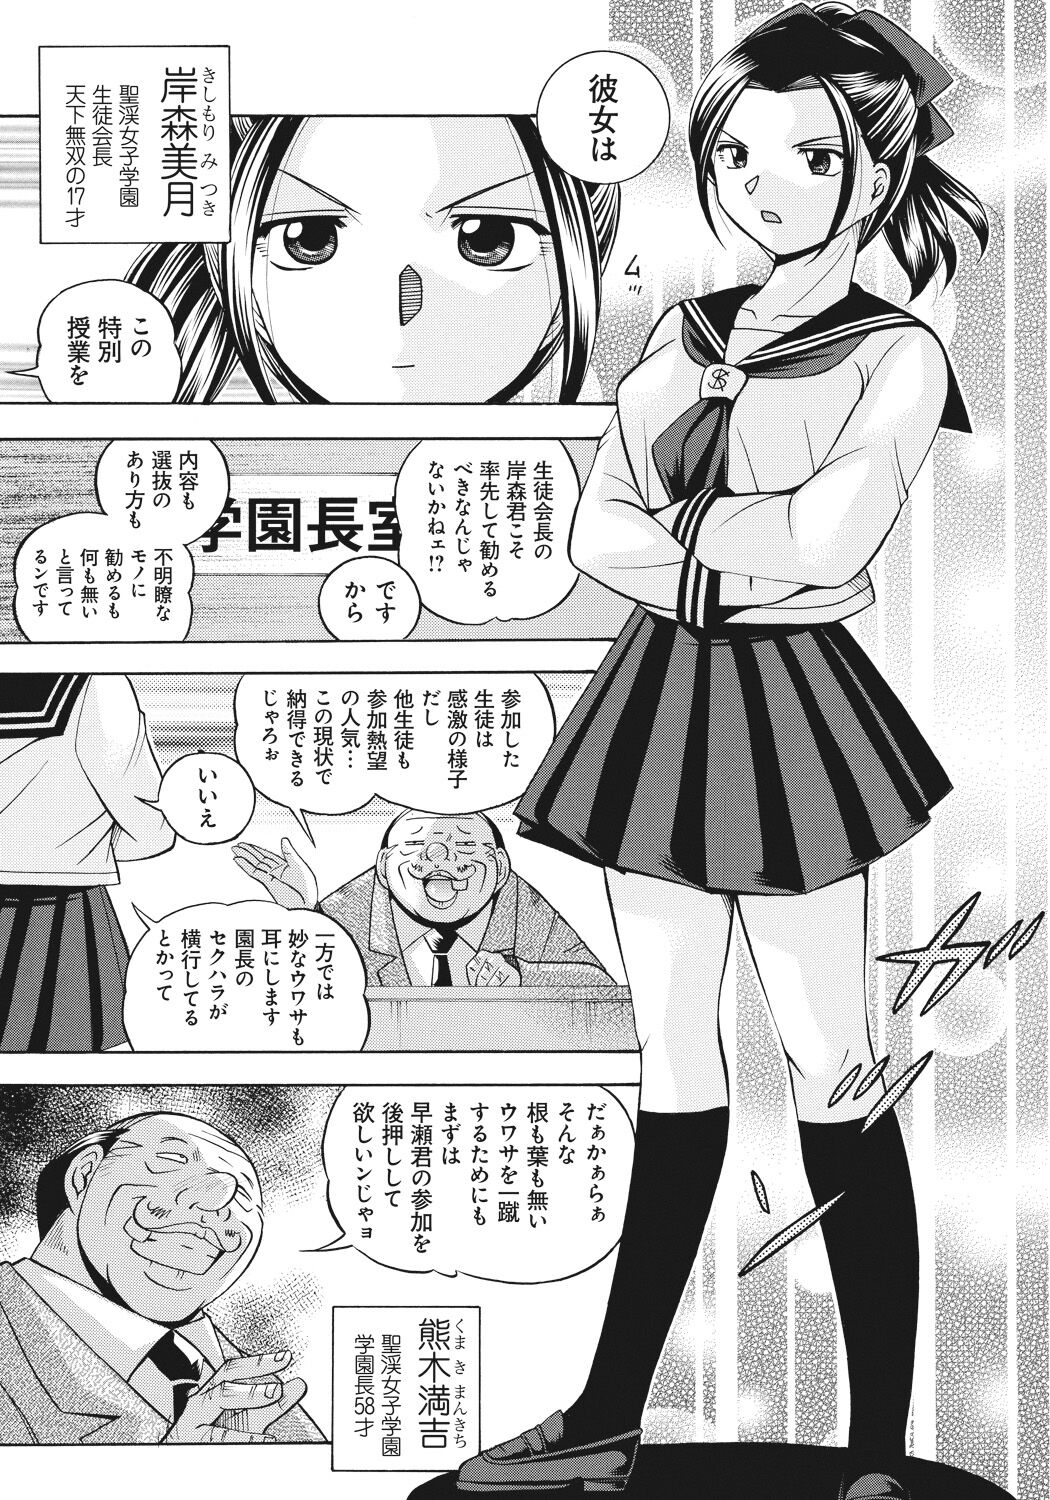 彼女は
岸森美月
きしもり みつき
聖渓女子学園
生徒会長
天下無双の17才
ム
この
特別
授業を
生徒会長の
岸森君こそ
率先して勧める
べきなんじゃ
ないかねェ!?
学園長室
です
から
内容も
選抜の
あり方も
不明瞭な
モノに
勧めるも
何も無い
と言って
るンです
参加した
生徒は
感激の様子
だし
他生徒も
参加熱望
の人気…
この現状で
納得できる
じゃろぉ
いいえ
一方では
妙なウワサも
耳にします
園長の
セクハラが
横行してる
とかって
だぁかぁらぁ
そんな
根も葉も無い
ウワサを一蹴
するためにも
まずは
早瀬君の参加を
後押しして
欲しいンじゃョ
熊木満吉
くまき まんきち
聖渓女子学園
学園長58才